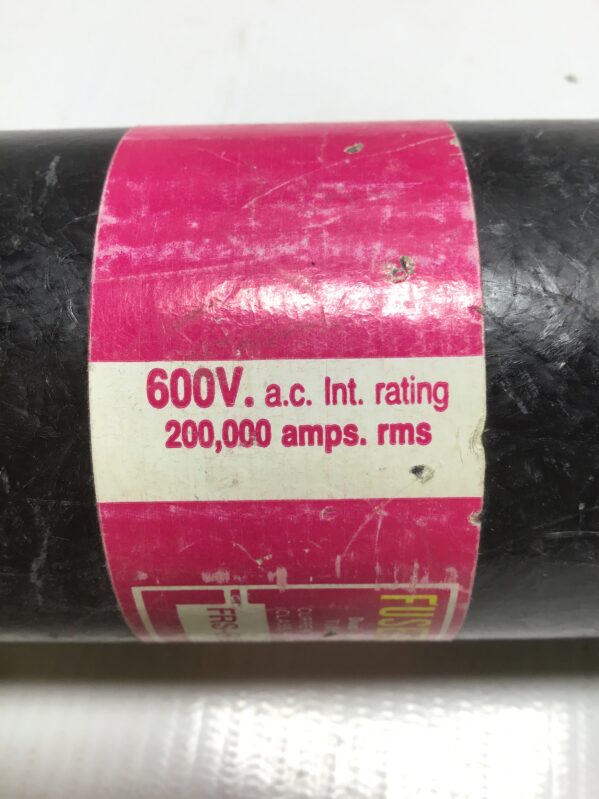 600V. a.c. Int. rating
200,000 amps. rms
FRS-